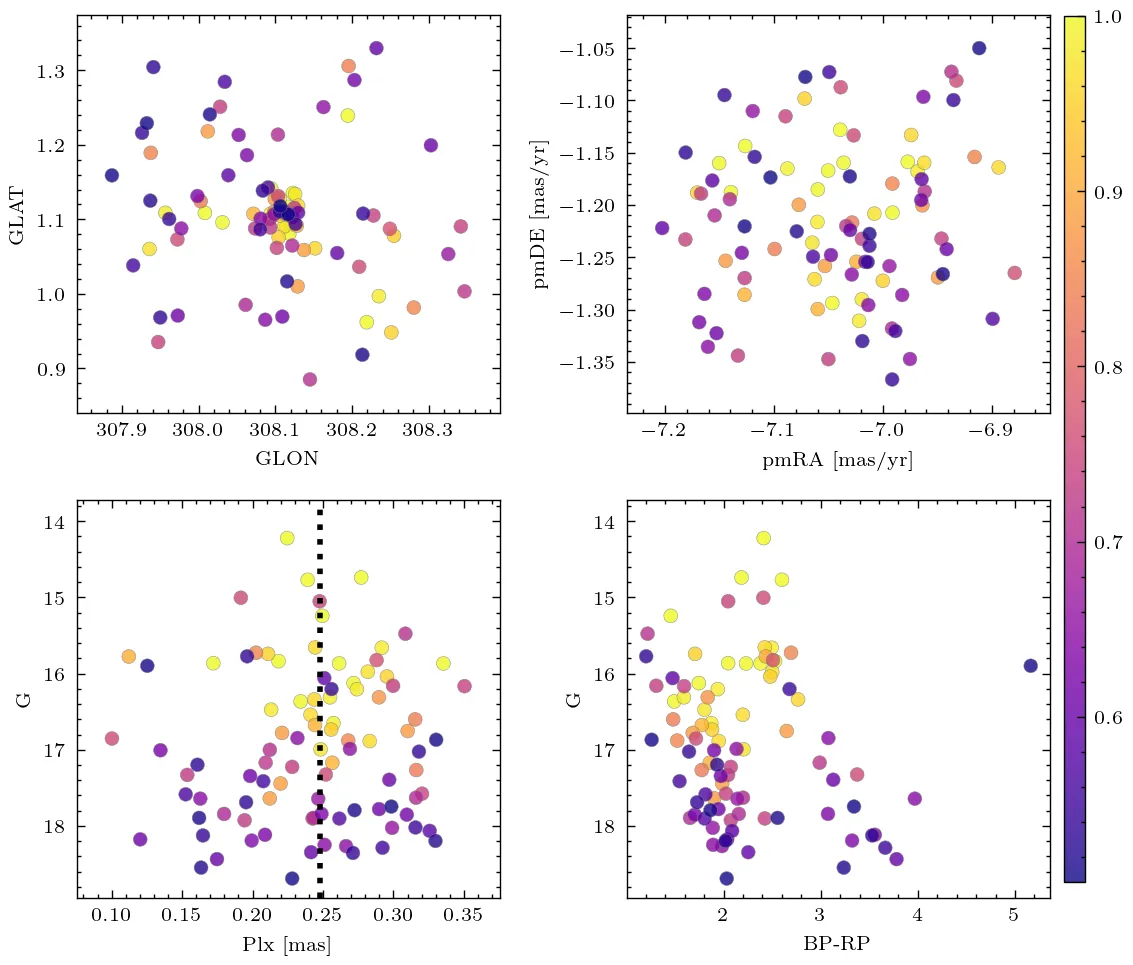 1.3
1.2
1.1
1.0
0.9
GLAT
307.9 308.0 308.1 308.2 308.3
GLON
−1.05
−1.10
−1.15
−1.20
−1.25
−1.30
−1.35
pmDE [mas/yr]
−7.2 −7.1 −7.0 −6.9
pmRA [mas/yr]
14
15
16
17
18
G
0.10 0.15 0.20 0.25 0.30 0.35
Plx [mas]
14
15
16
17
18
G
2 3 4 5
BP-RP
1.0
0.9
0.8
0.7
0.6